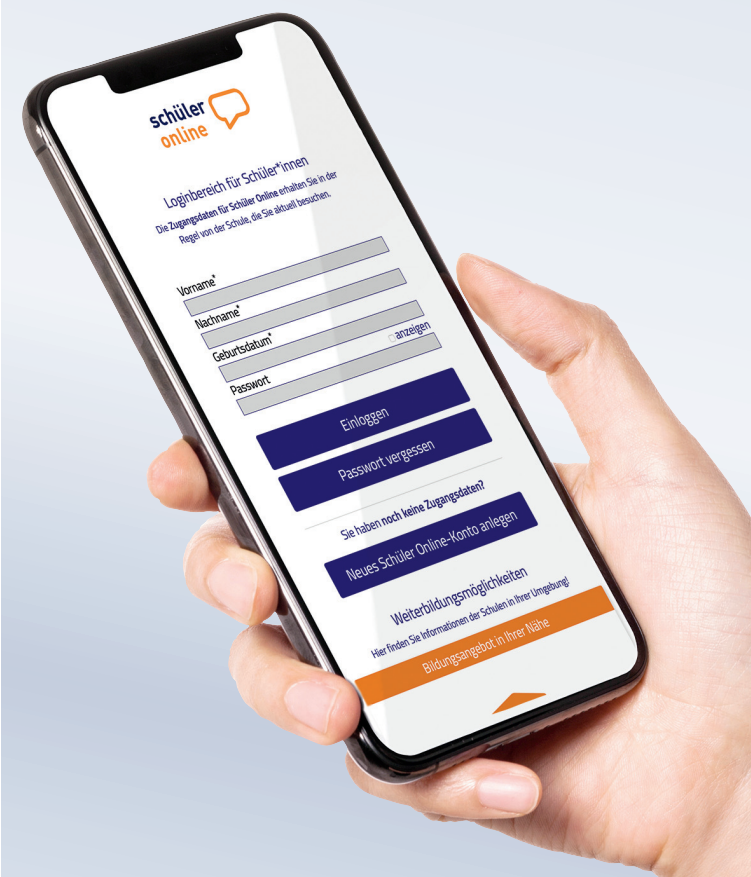 schüler
online
Loginbereich für Schüler*innen
Die Zugangsdaten für Schüler Online erhalten Sie in der
Regel von der Schule, die Sie aktuell besuchen.
Vorname*
Nachname*
Geburtsdatum*
Passwort
anzeigen
Einloggen
Passwort vergessen
Sie haben noch keine Zugangsdaten?
Neues Schüler Online-Konto anlegen
Weiterbildungsmöglichkeiten
Hier finden Sie Informationen der Schulen in Ihrer Umgebung!
Bildungsangebot in Ihrer Nähe